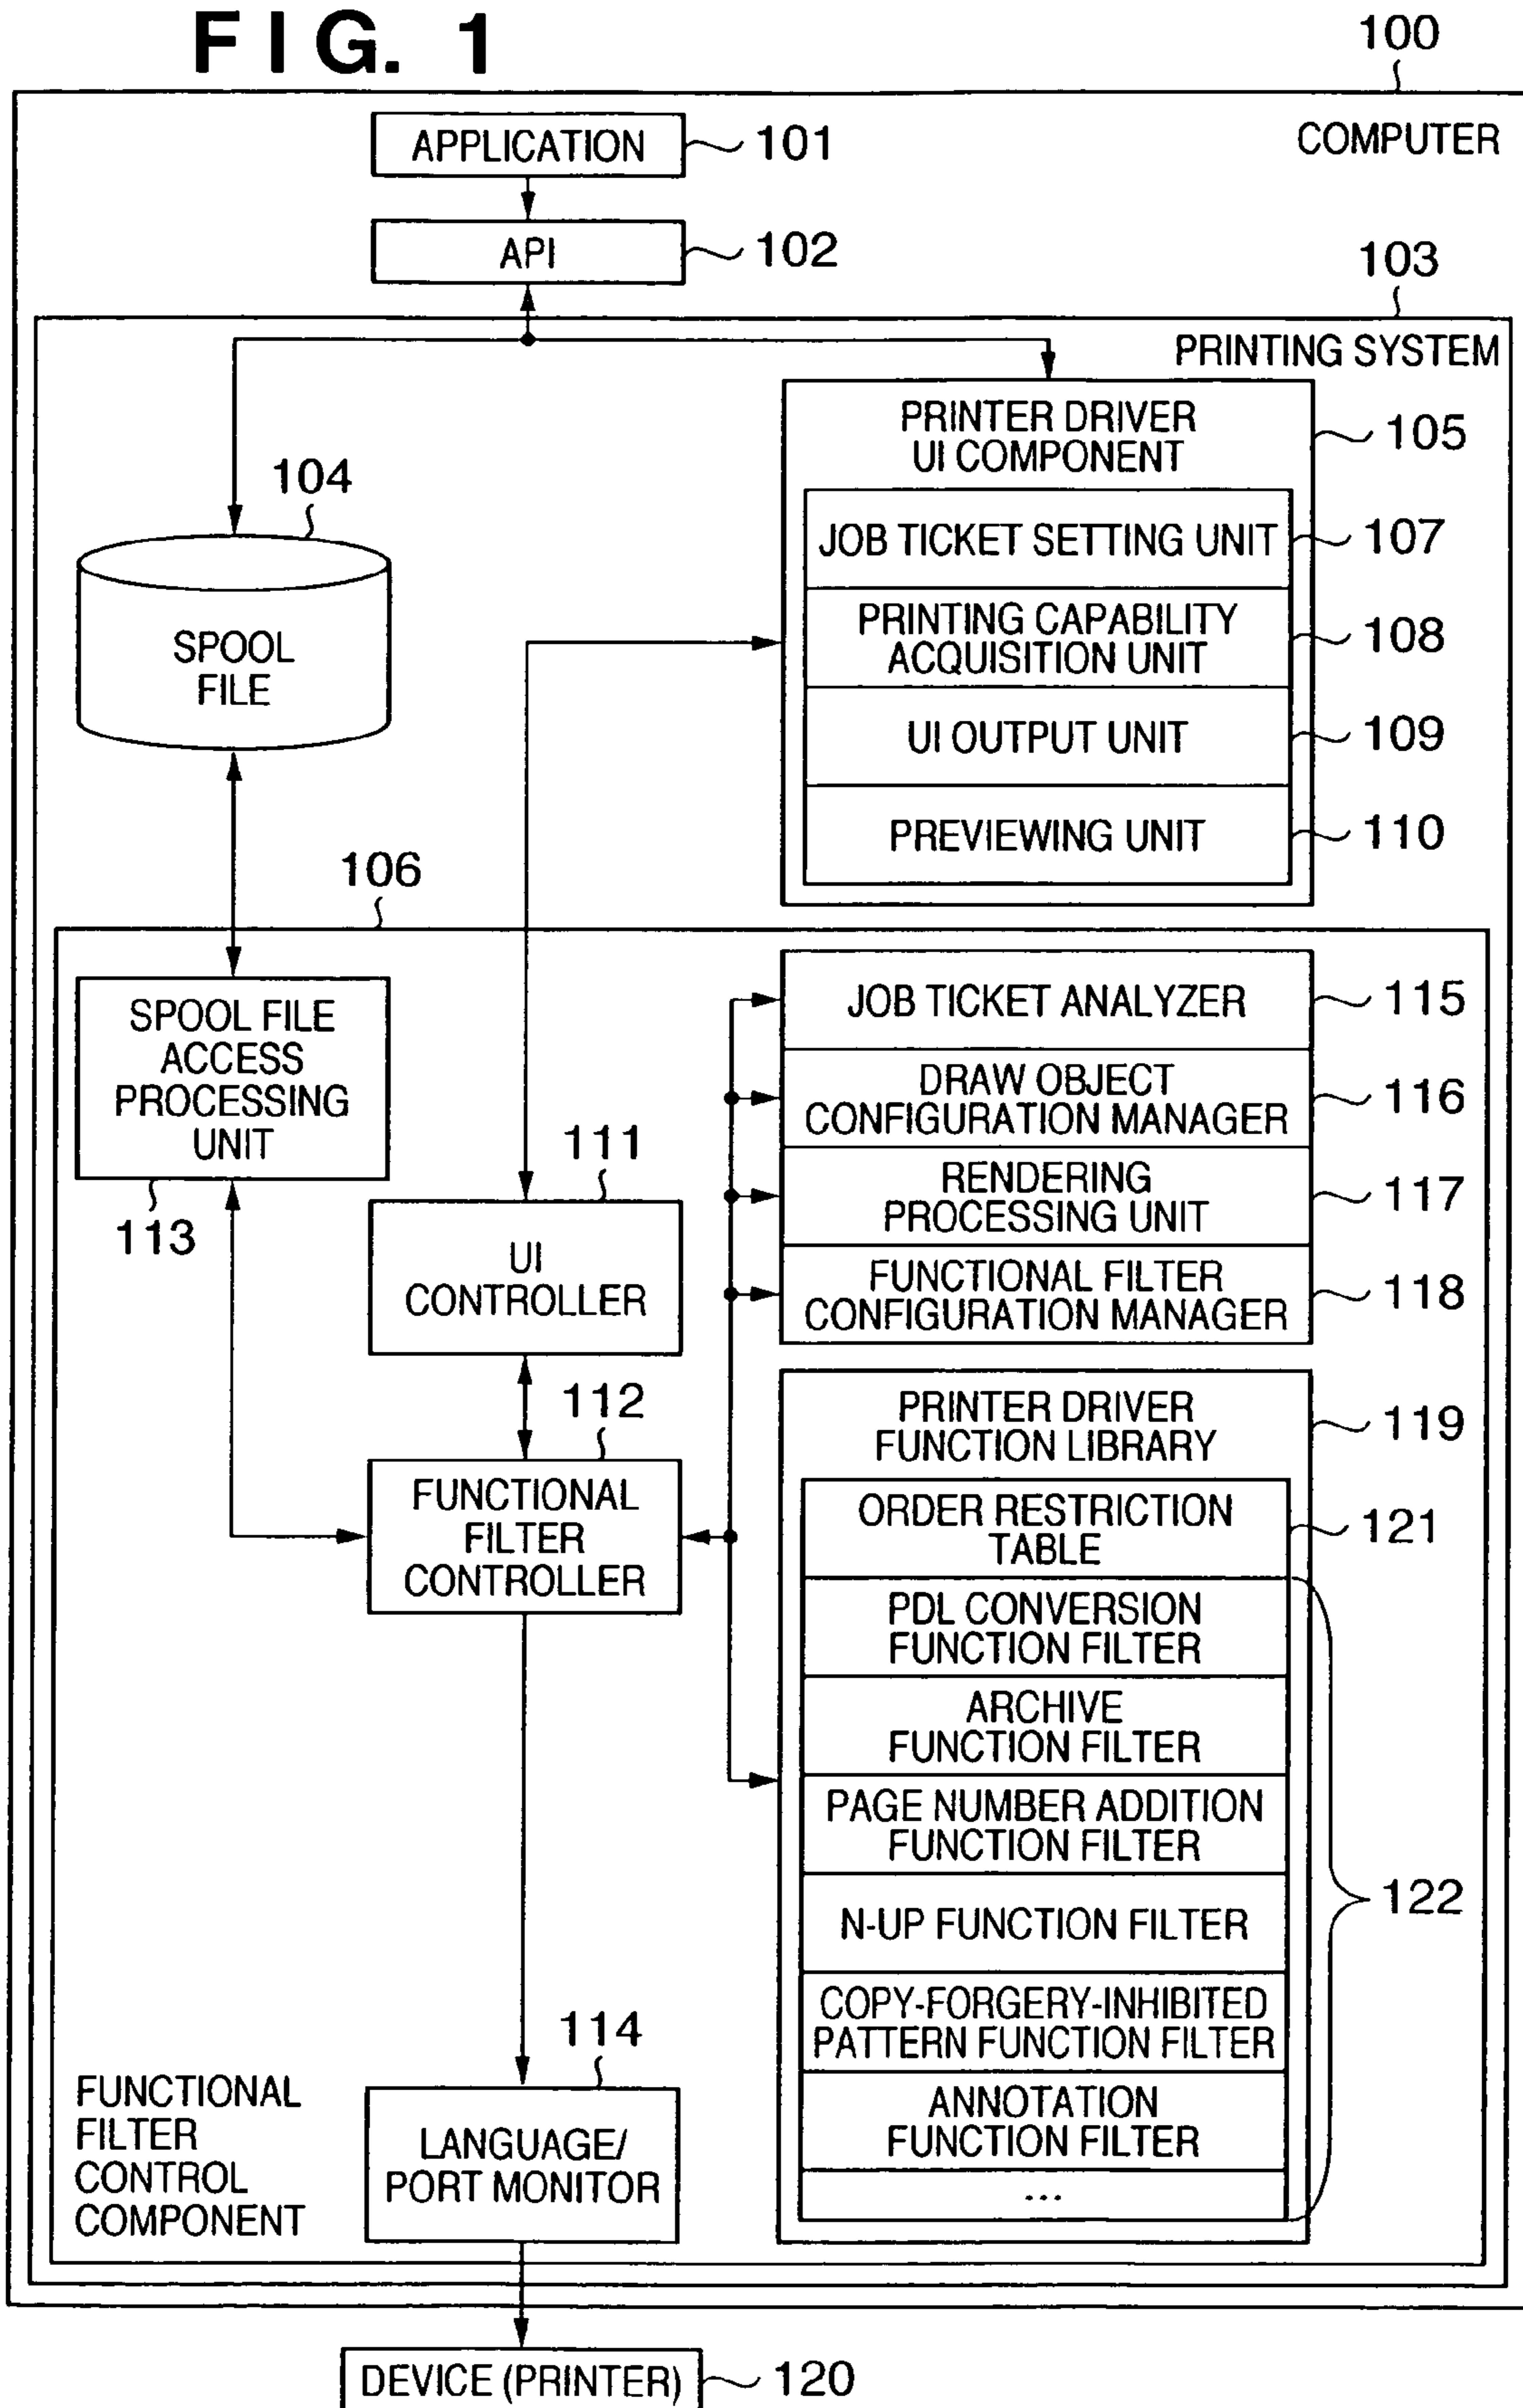 FIG. 1
100
COMPUTER
APPLICATION
101
API
102
103
PRINTING SYSTEM
PRINTER DRIVER
UI COMPONENT
105
104
SPOOL
FILE
JOB TICKET SETTING UNIT
107
PRINTING CAPABILITY
ACQUISITION UNIT
108
UI OUTPUT UNIT
109
PREVIEWING UNIT
110
106
SPOOL FILE
ACCESS
PROCESSING
UNIT
113
111
UI
CONTROLLER
112
FUNCTIONAL
FILTER
CONTROLLER
JOB TICKET ANALYZER
115
DRAW OBJECT
CONFIGURATION MANAGER
116
RENDERING
PROCESSING UNIT
117
FUNCTIONAL FILTER
CONFIGURATION MANAGER
118
PRINTER DRIVER
FUNCTION LIBRARY
119
ORDER RESTRICTION
TABLE
121
PDL CONVERSION
FUNCTION FILTER
ARCHIVE
FUNCTION FILTER
PAGE NUMBER ADDITION
FUNCTION FILTER
N-UP FUNCTION FILTER
COPY-FORGERY-INHIBITED
PATTERN FUNCTION FILTER
ANNOTATION
FUNCTION FILTER
...
122
114
LANGUAGE/
PORT MONITOR
FUNCTIONAL
FILTER
CONTROL
COMPONENT
DEVICE (PRINTER)
120